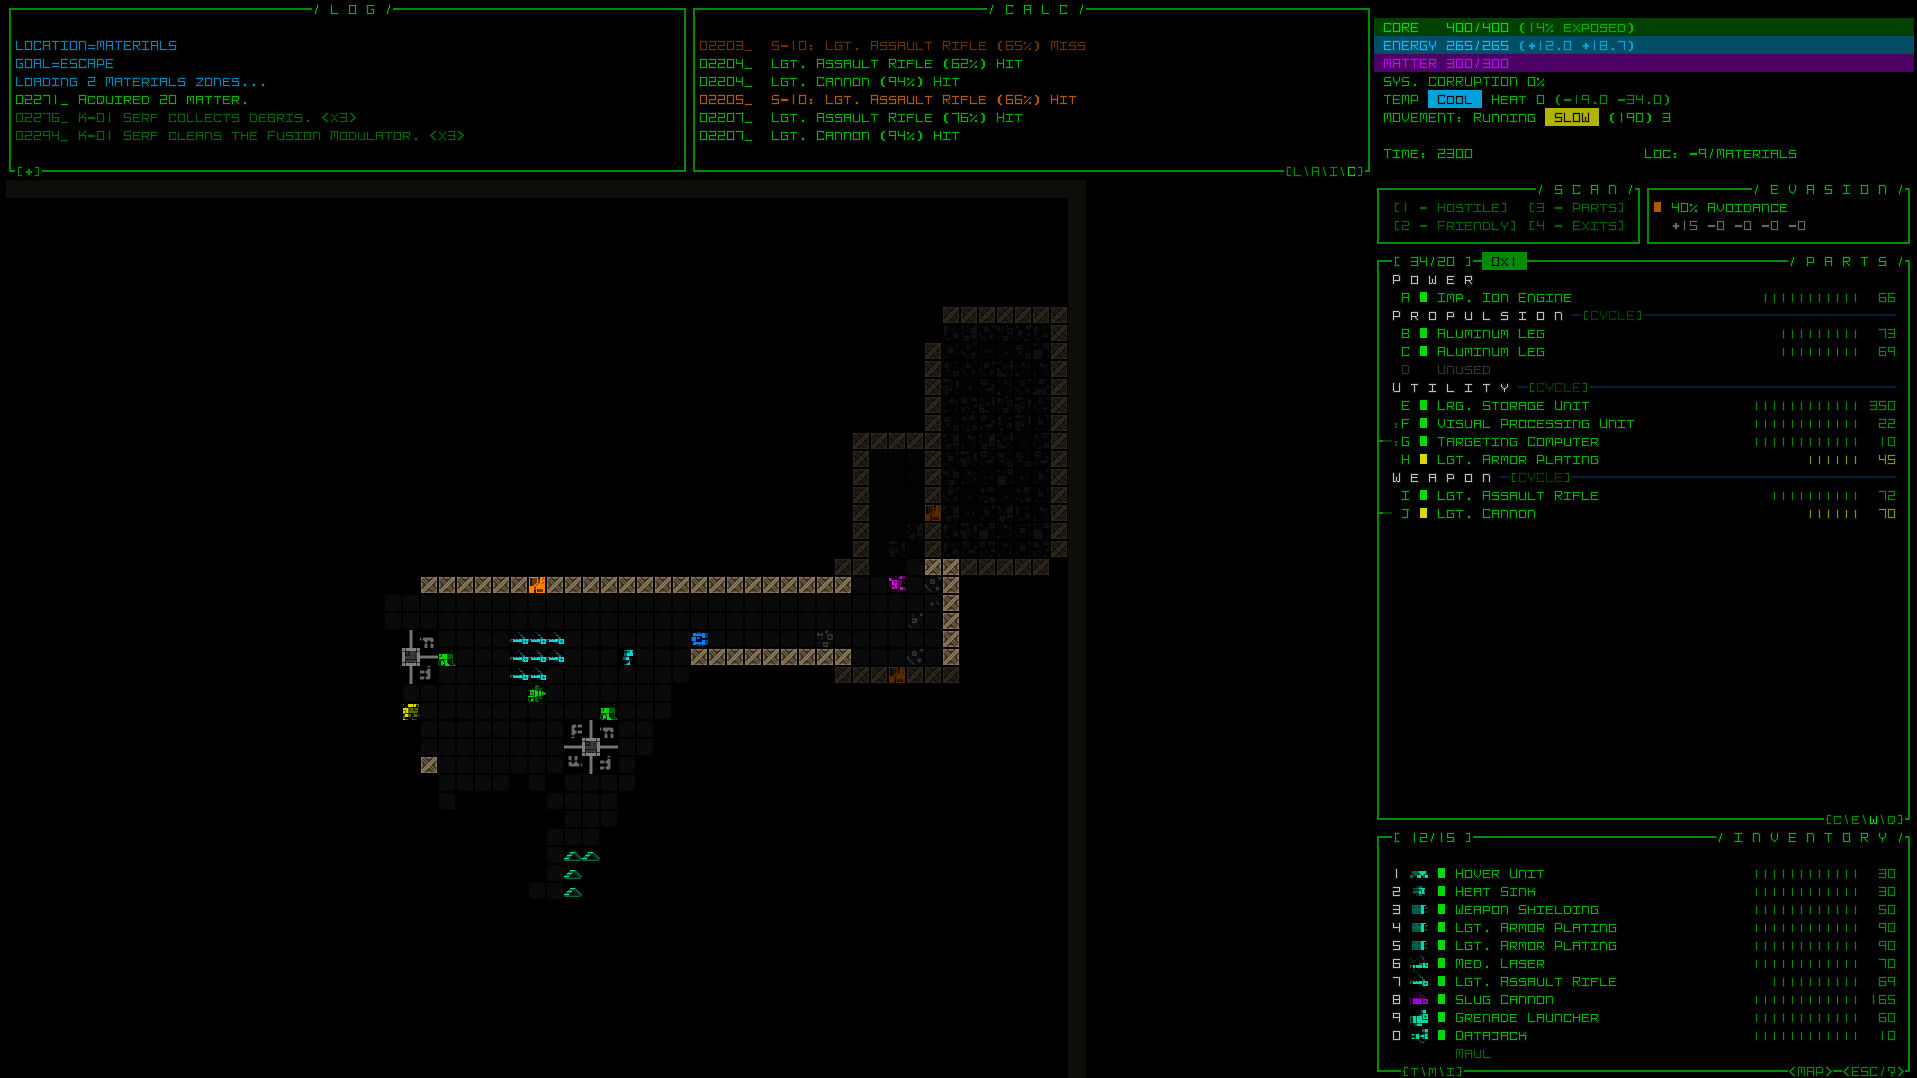 / L O G /
LOCATION=MATERIALS
GOAL=ESCAPE
LOADING 2 MATERIALS ZONES...
02271_ ACQUIRED 20 MATTER.
02276_ K-01 SERF COLLECTS DEBRIS. <X3>
02294_ K-01 SERF CLEANS THE FUSION MODULATOR. <X3>
[+]
/ C A L C /
02203_ S-10: LGT. ASSAULT RIFLE (65%) MISS
02204_ LGT. ASSAULT RIFLE (62%) HIT
02204_ LGT. CANNON (94%) HIT
02205_ S-10: LGT. ASSAULT RIFLE (66%) HIT
02207_ LGT. ASSAULT RIFLE (76%) HIT
02207_ LGT. CANNON (94%) HIT
[L\A\I\C]
CORE 400/400 (14% EXPOSED)
ENERGY 265/265 (+12.0 +18.7)
MATTER 300/300
SYS. CORRUPTION 0%
TEMP COOL HEAT 0 (-19.0 -34.0)
MOVEMENT: RUNNING SLOW (190) 3
TIME: 2300 LOC: -9/MATERIALS
/ S C A N /
[1 - HOSTILE] [3 - PARTS]
[2 - FRIENDLY] [4 - EXITS]
/ E V A S I O N /
40% AVOIDANCE
+15 -0 -0 -0 -0
[ 34/20 ] 0X1 / P A R T S /
P O W E R
A IMP. ION ENGINE 66
P R O P U L S I O N [CYCLE]
B ALUMINUM LEG 73
C ALUMINUM LEG 69
D UNUSED
U T I L I T Y [CYCLE]
E LRG. STORAGE UNIT 350
:F VISUAL PROCESSING UNIT 22
:G TARGETING COMPUTER 10
H LGT. ARMOR PLATING 45
W E A P O N [CYCLE]
I LGT. ASSAULT RIFLE 72
J LGT. CANNON 70
[C\E\W\Q]
[ 12/15 ] / I N V E N T O R Y /
1 HOVER UNIT 30
2 HEAT SINK 30
3 WEAPON SHIELDING 50
4 LGT. ARMOR PLATING 90
5 LGT. ARMOR PLATING 90
6 MED. LASER 70
7 LGT. ASSAULT RIFLE 69
8 SLUG CANNON 165
9 GRENADE LAUNCHER 60
0 DATAJACK 10
MAUL
[T\M\I] <MAP> <ESC/?>